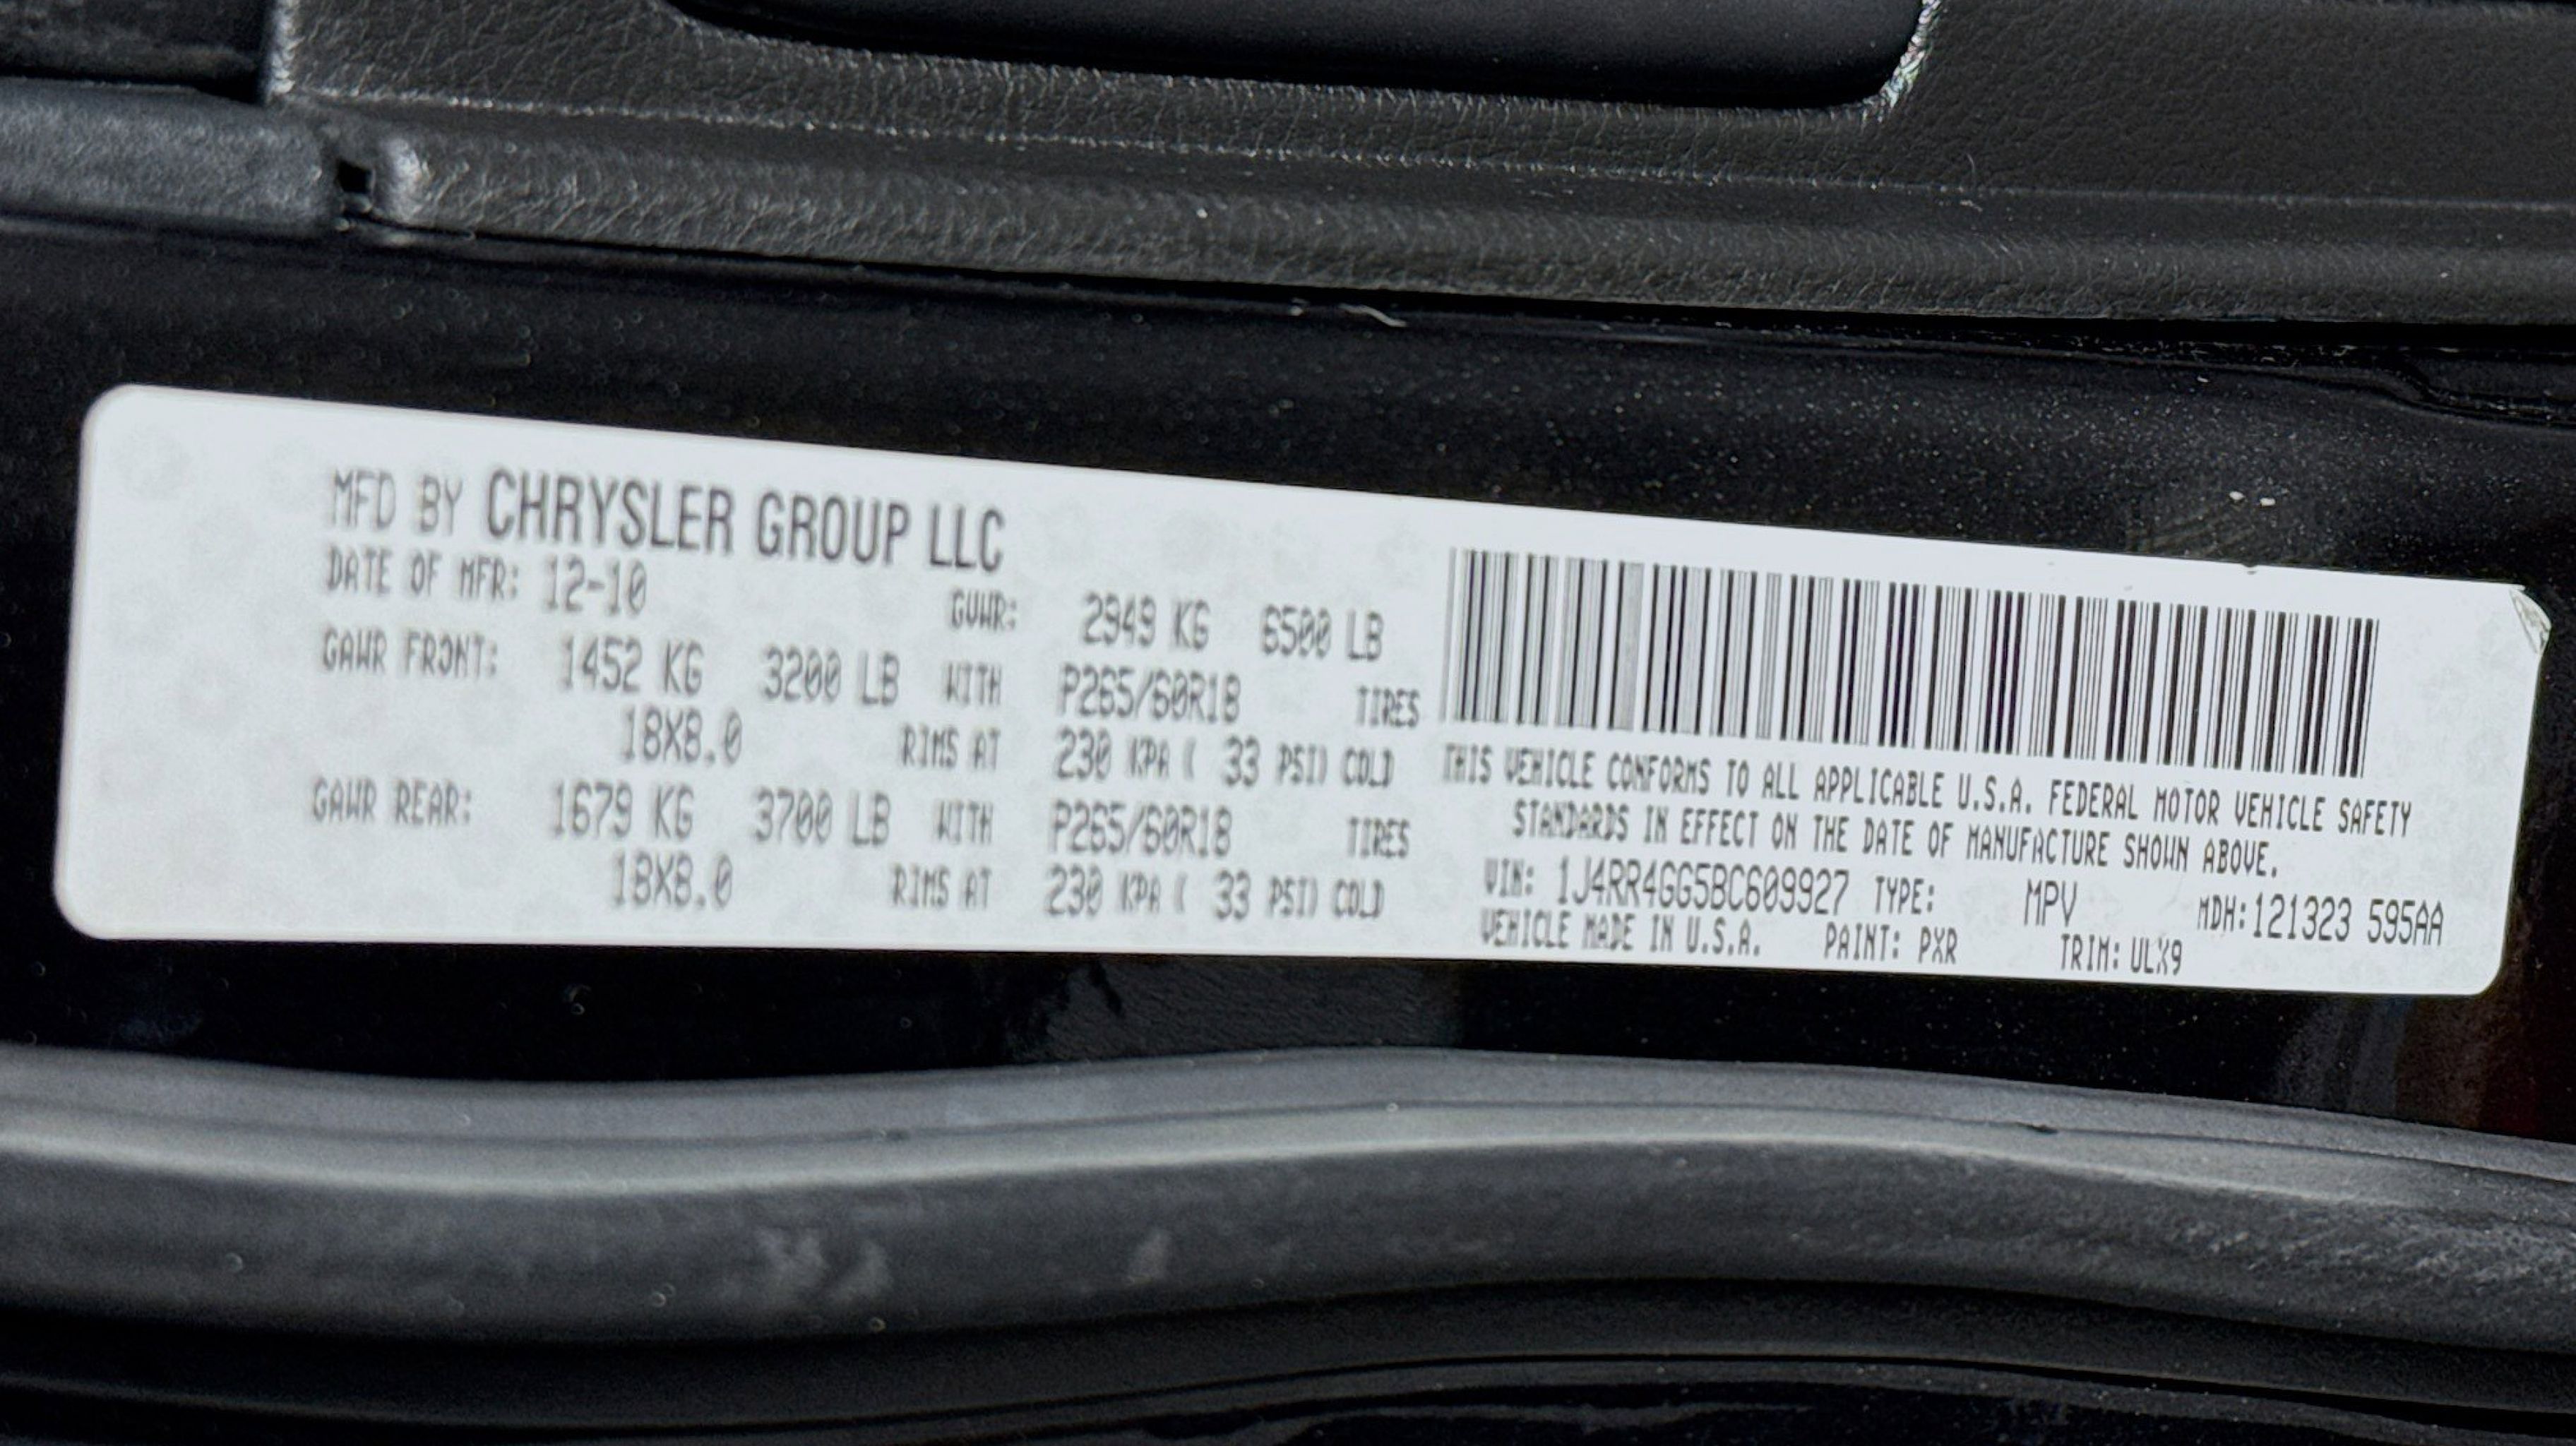 MFD BY CHRYSLER GROUP LLC
DATE OF MFR: 12-10 GVWR: 2949 KG 6500 LB
GAWR FRONT: 1452 KG 3200 LB WITH P265/60R18 TIRES
18X8.0 RIMS AT 230 KPA ( 33 PSI) COLD
GAWR REAR: 1679 KG 3700 LB WITH P265/60R18 TIRES
18X8.0 RIMS AT 230 KPA ( 33 PSI) COLD
THIS VEHICLE CONFORMS TO ALL APPLICABLE U.S.A. FEDERAL MOTOR VEHICLE SAFETY
STANDARDS IN EFFECT ON THE DATE OF MANUFACTURE SHOWN ABOVE.
VIN: 1J4RR4GG5BC609927 TYPE: MPV MDH:121323 595AA
VEHICLE MADE IN U.S.A. PAINT: PXR TRIM: ULX9